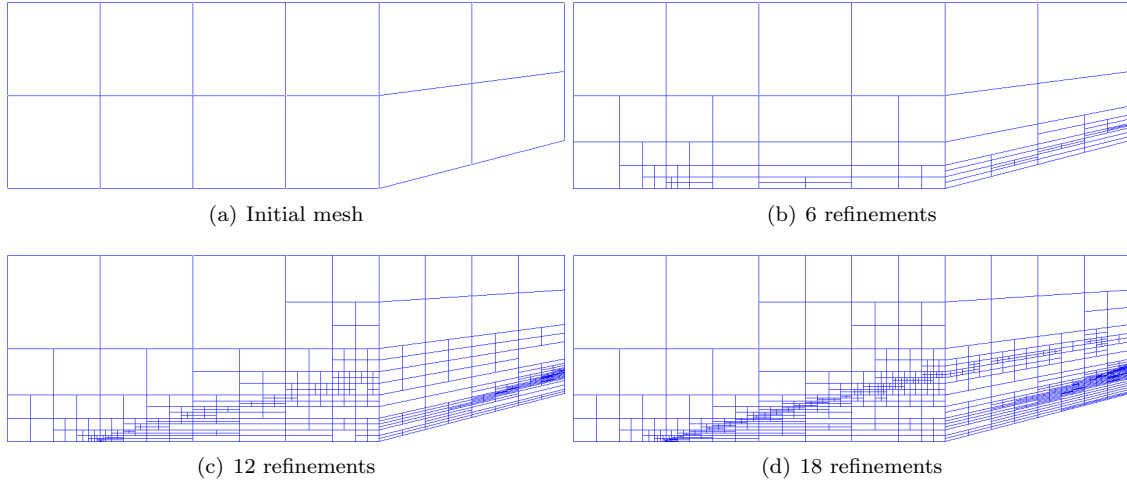 (a) Initial mesh
(b) 6 refinements
(c) 12 refinements
(d) 18 refinements